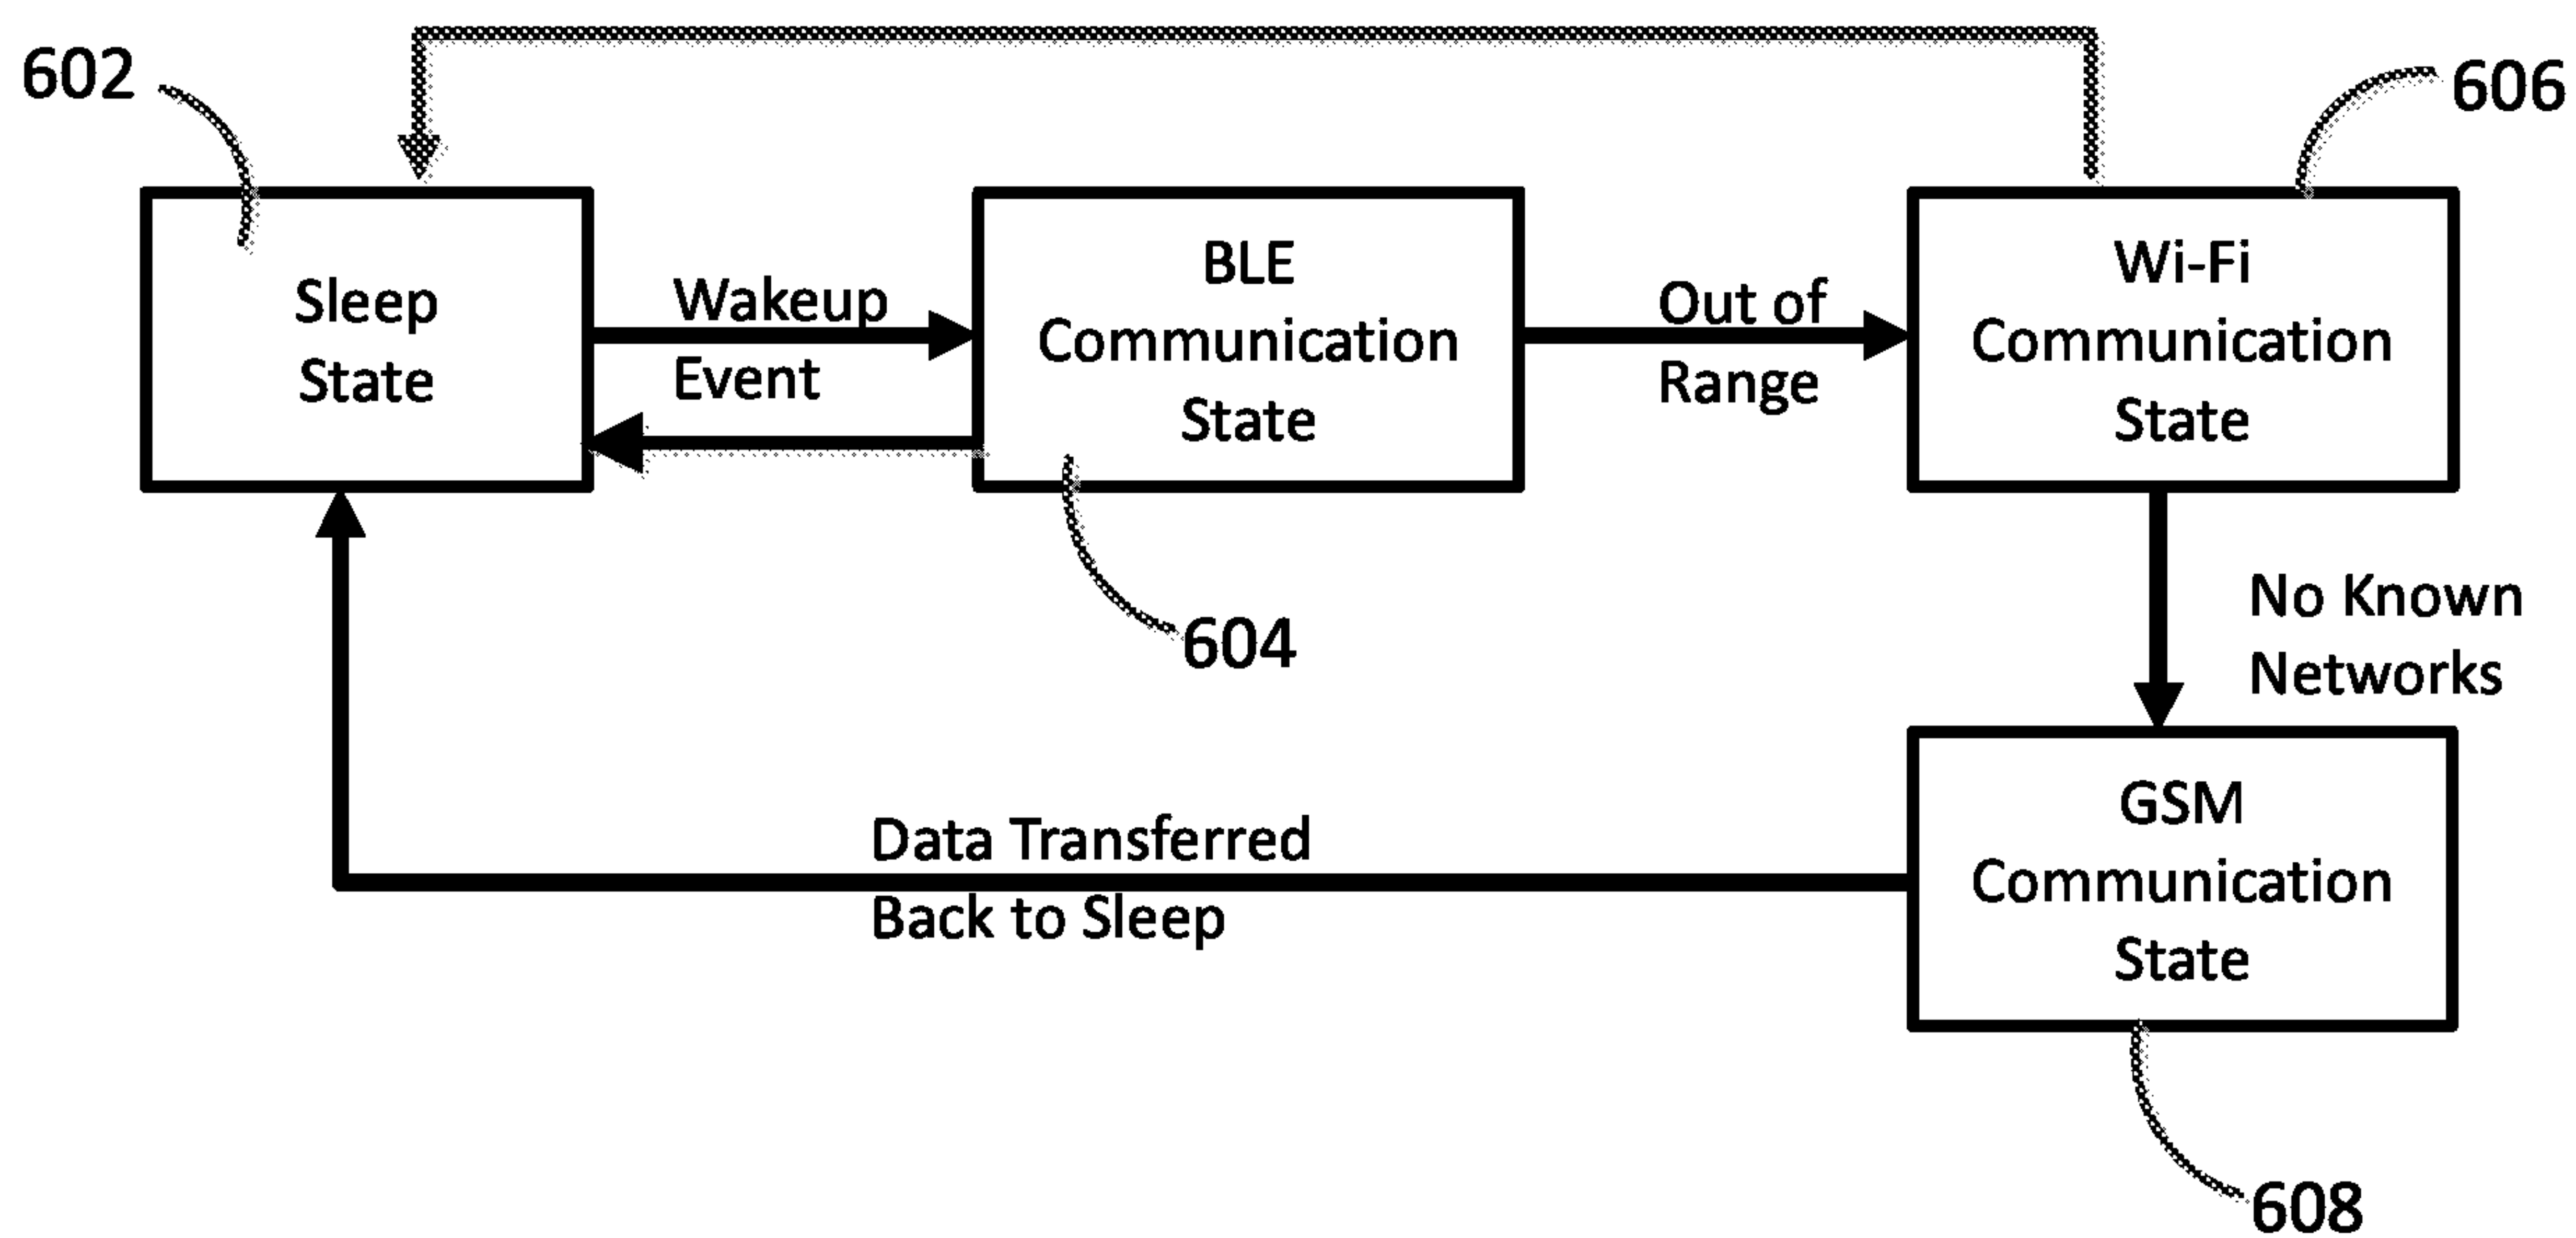 602
606
Sleep
State
Wakeup
Event
BLE
Communication
State
Out of
Range
Wi-Fi
Communication
State
604
No Known
Networks
Data Transferred
Back to Sleep
GSM
Communication
State
608